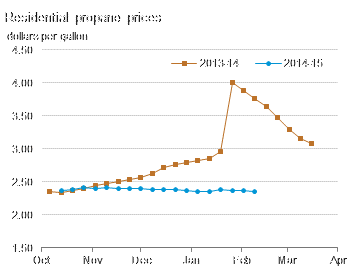 Residential propane prices
dollars per gallon
4.50
2013-14 2014-15
4.00
3.50
3.00
2.50
2.00
1.50
Oct Nov Dec Jan Feb Mar Apr